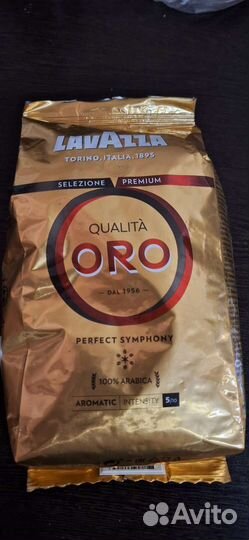 LAVAZZA
TORINO, ITALIA, 1895
SELEZIONE PREMIUM
QUALITÀ
ORO
DAL 1956
PERFECT SYMPHONY
100% ARABICA
AROMATIC INTENSITY 5/10
Avito